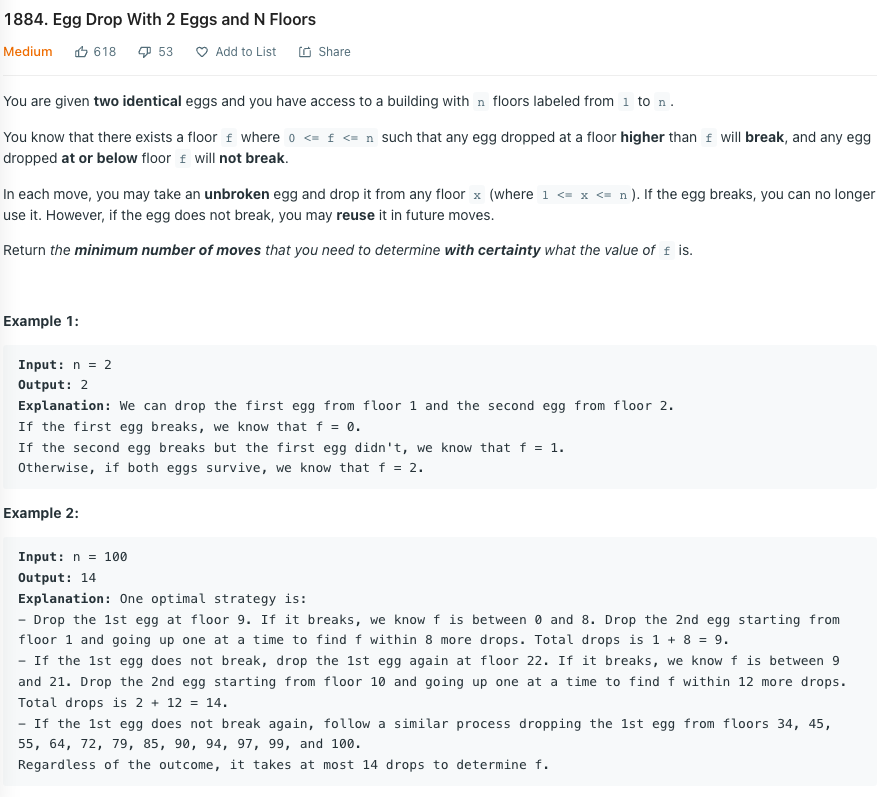 1884. Egg Drop With 2 Eggs and N Floors
Medium 618 53 Add to List Share
You are given two identical eggs and you have access to a building with n floors labeled from 1 to n.
You know that there exists a floor f where 0 <= f <= n such that any egg dropped at a floor higher than f will break, and any egg
dropped at or below floor f will not break.
In each move, you may take an unbroken egg and drop it from any floor x (where 1 <= x <= n). If the egg breaks, you can no longer
use it. However, if the egg does not break, you may reuse it in future moves.
Return the minimum number of moves that you need to determine with certainty what the value of f is.
Example 1:
Input: n = 2
Output: 2
Explanation: We can drop the first egg from floor 1 and the second egg from floor 2.
If the first egg breaks, we know that f = 0.
If the second egg breaks but the first egg didn't, we know that f = 1.
Otherwise, if both eggs survive, we know that f = 2.
Example 2:
Input: n = 100
Output: 14
Explanation: One optimal strategy is:
– Drop the 1st egg at floor 9. If it breaks, we know f is between 0 and 8. Drop the 2nd egg starting from
floor 1 and going up one at a time to find f within 8 more drops. Total drops is 1 + 8 = 9.
– If the 1st egg does not break, drop the 1st egg again at floor 22. If it breaks, we know f is between 9
and 21. Drop the 2nd egg starting from floor 10 and going up one at a time to find f within 12 more drops.
Total drops is 2 + 12 = 14.
– If the 1st egg does not break again, follow a similar process dropping the 1st egg from floors 34, 45,
55, 64, 72, 79, 85, 90, 94, 97, 99, and 100.
Regardless of the outcome, it takes at most 14 drops to determine f.